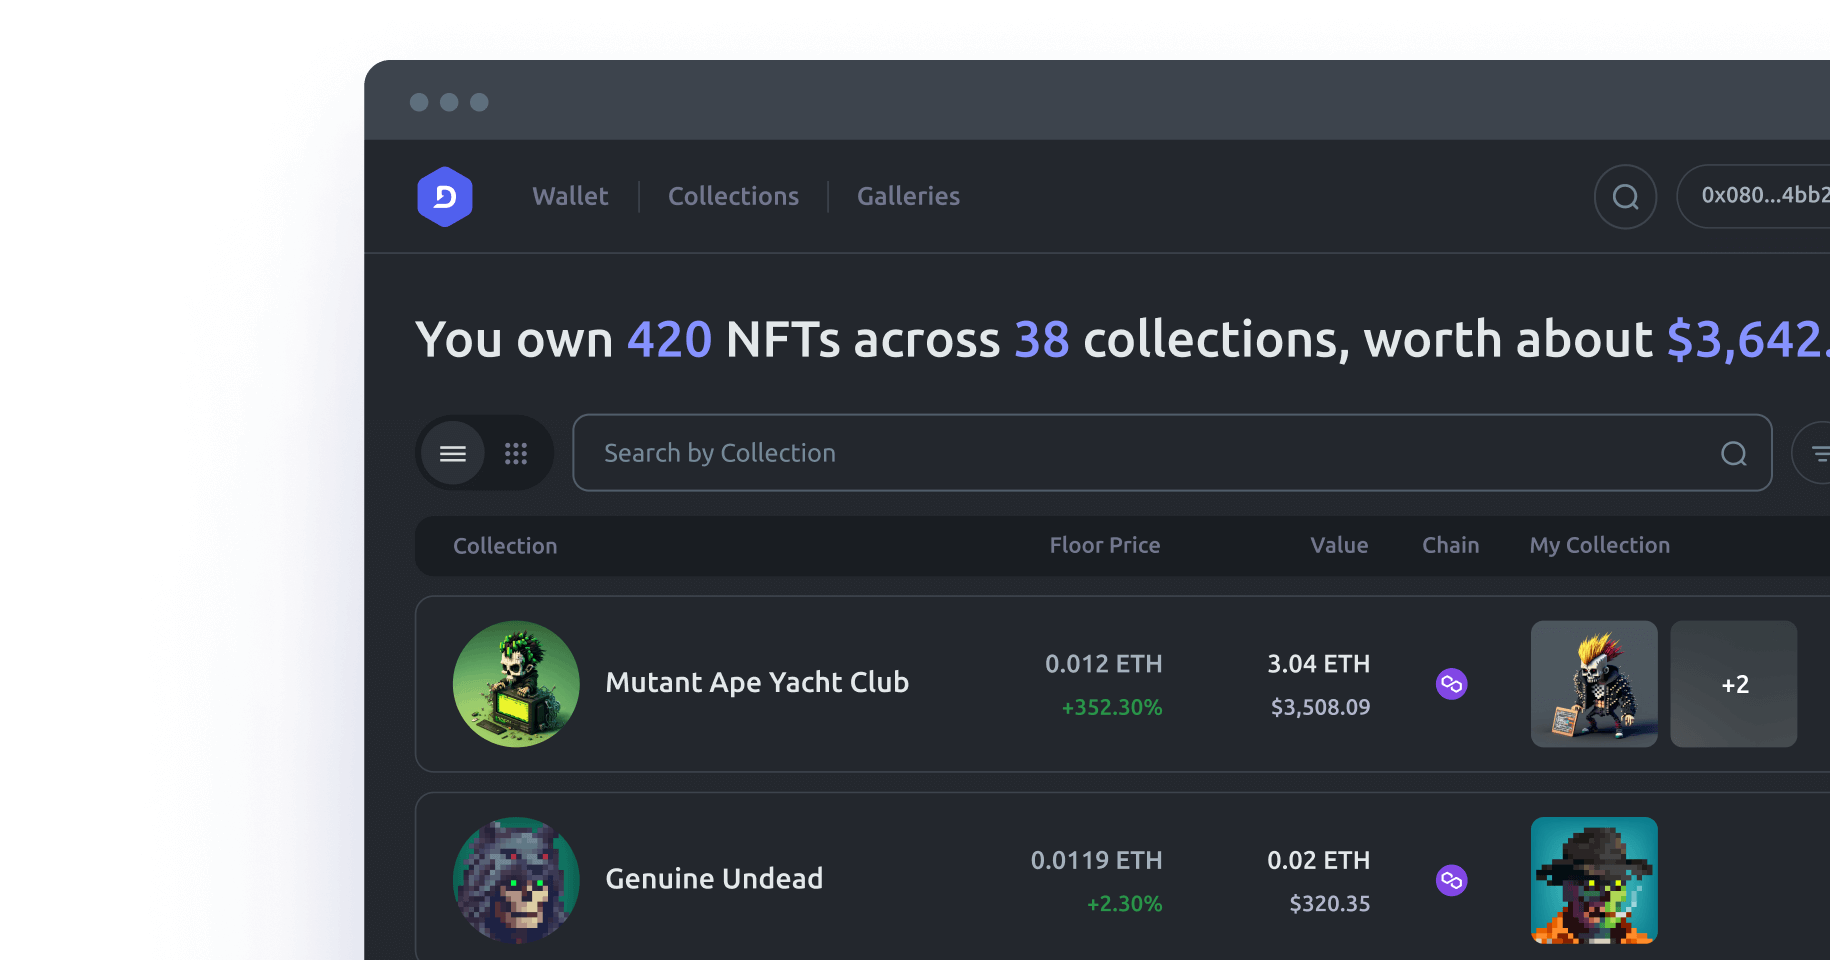 Wallet Collections Galleries 0x080...4bb2
You own 420 NFTs across 38 collections, worth about $3,642.
Search by Collection
Collection Floor Price Value Chain My Collection
Mutant Ape Yacht Club 0.012 ETH 3.04 ETH +2
+352.30% $3,508.09
Genuine Undead 0.0119 ETH 0.02 ETH
+2.30% $320.35